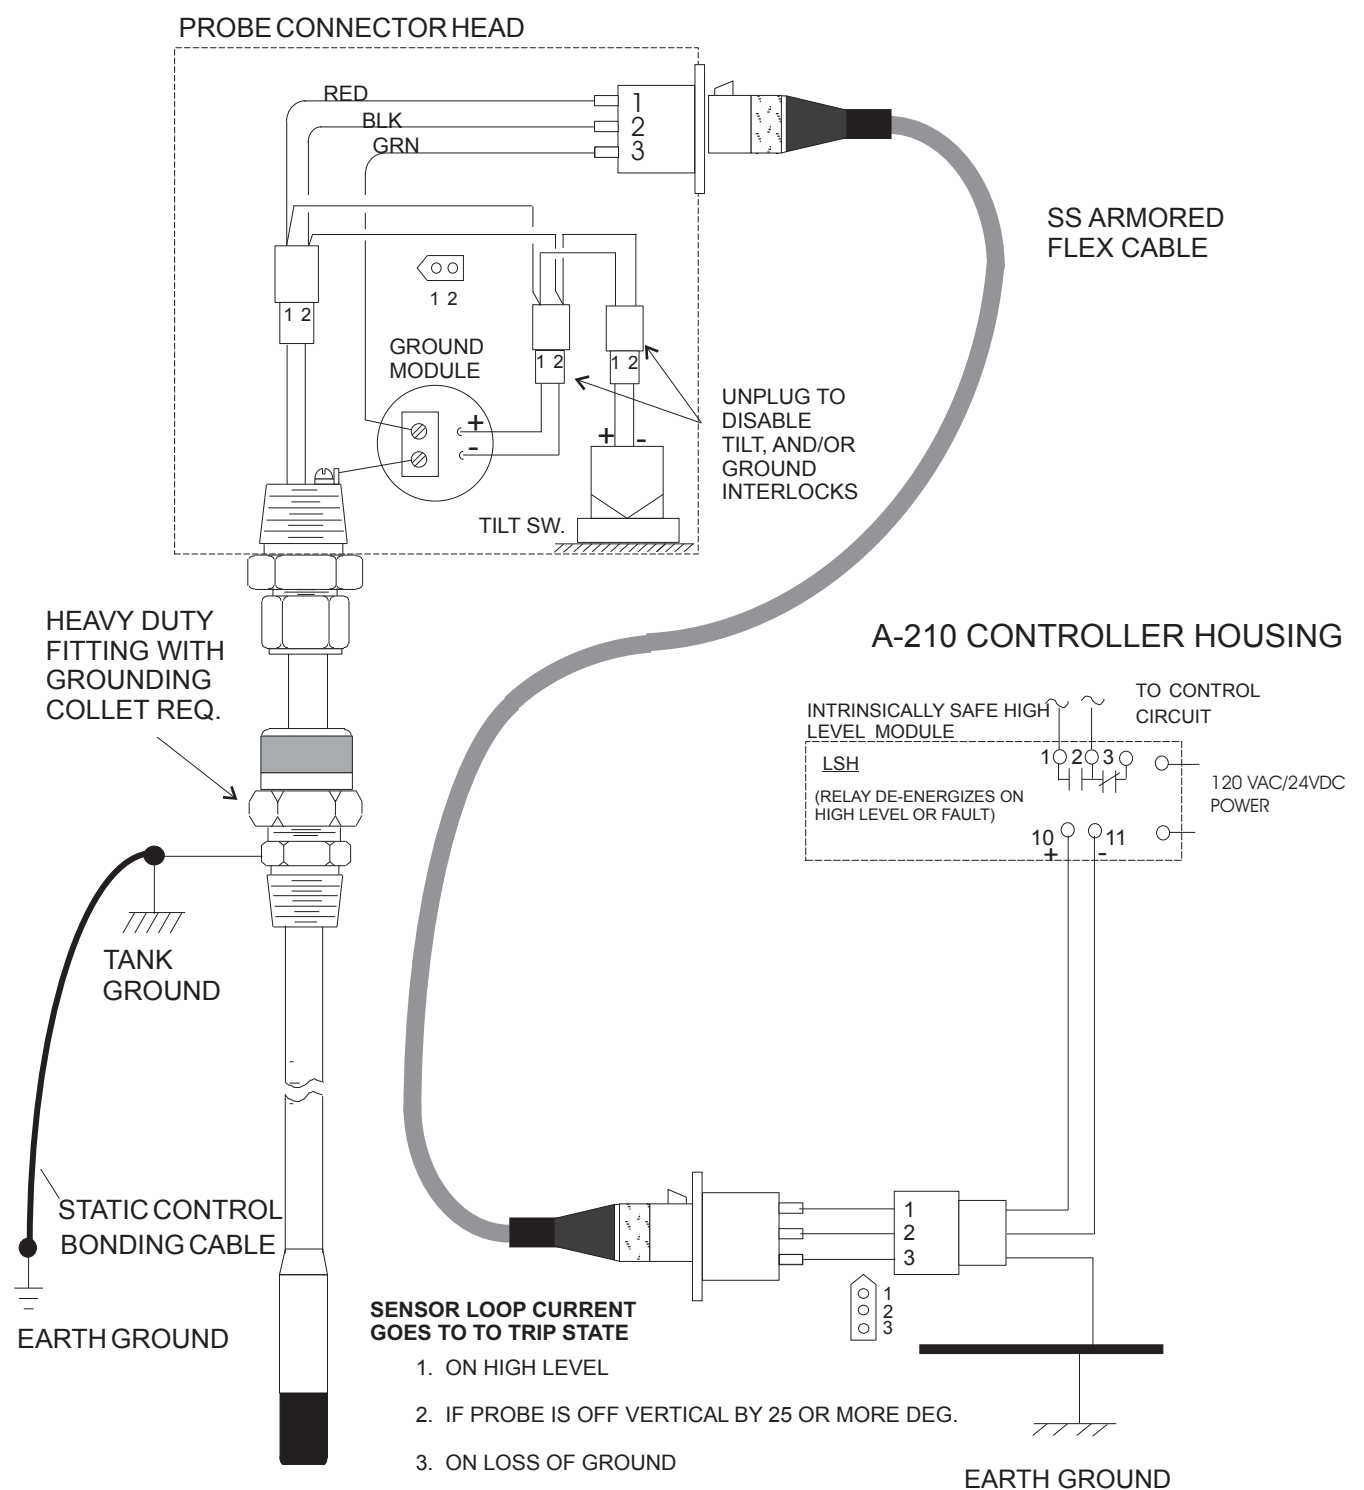 PROBE CONNECTOR HEAD
RED
BLK
GRN
1
2
3
SS ARMORED
FLEX CABLE
1 2
1 2
GROUND
MODULE
1 2
1 2
+
-
+ -
UNPLUG TO
DISABLE
TILT, AND/OR
GROUND
INTERLOCKS
TILT SW.
HEAVY DUTY
FITTING WITH
GROUNDING
COLLET REQ.
A-210 CONTROLLER HOUSING
TO CONTROL
CIRCUIT
INTRINSICALLY SAFE HIGH
LEVEL MODULE
LSH
1 2 3
(RELAY DE-ENERGIZES ON
HIGH LEVEL OR FAULT)
120 VAC/24VDC
POWER
10 11
+ -
TANK
GROUND
STATIC CONTROL
BONDING CABLE
EARTH GROUND
1
2
3
1
2
3
SENSOR LOOP CURRENT
GOES TO TO TRIP STATE
1. ON HIGH LEVEL
2. IF PROBE IS OFF VERTICAL BY 25 OR MORE DEG.
3. ON LOSS OF GROUND
EARTH GROUND